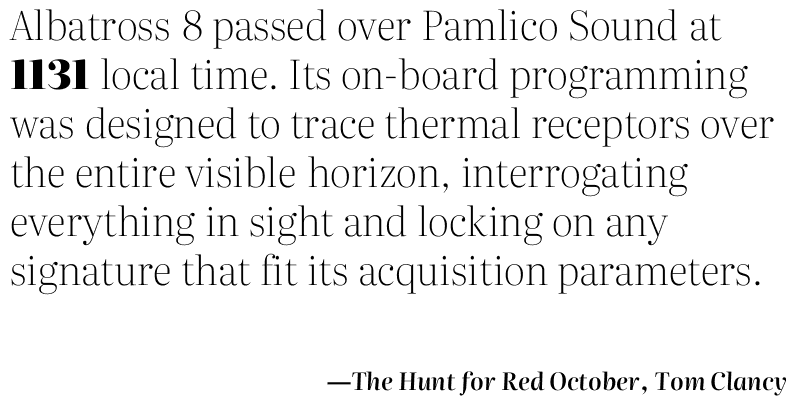 Albatross 8 passed over Pamlico Sound at
1131 local time. Its on-board programming
was designed to trace thermal receptors over
the entire visible horizon, interrogating
everything in sight and locking on any
signature that fit its acquisition parameters.
—The Hunt for Red October, Tom Clancy